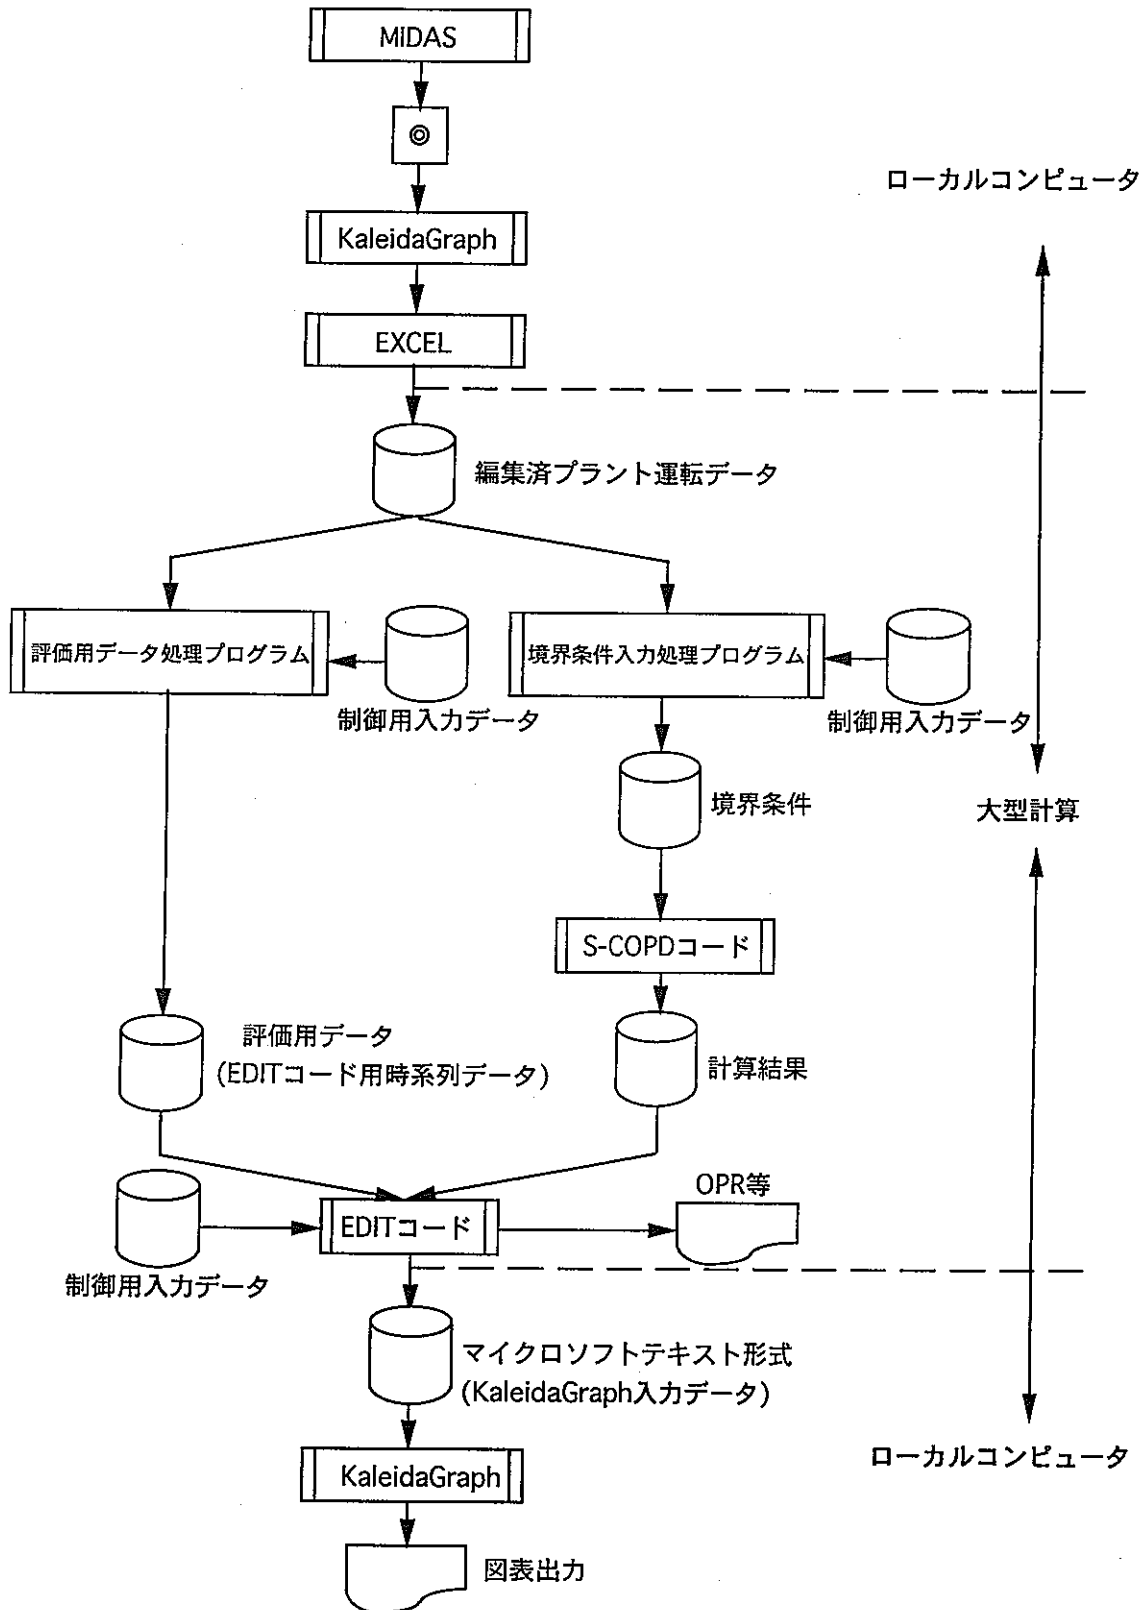 MIDAS
◎
ローカルコンピュータ
KaleidaGraph
EXCEL
編集済プラント運転データ
評価用データ処理プログラム
境界条件入力処理プログラム
制御用入力データ
制御用入力データ
境界条件
大型計算
S-COPDコード
評価用データ
(EDITコード用時系列データ)
計算結果
OPR等
EDITコード
制御用入力データ
マイクロソフトテキスト形式
(KaleidaGraph入力データ)
ローカルコンピュータ
KaleidaGraph
図表出力